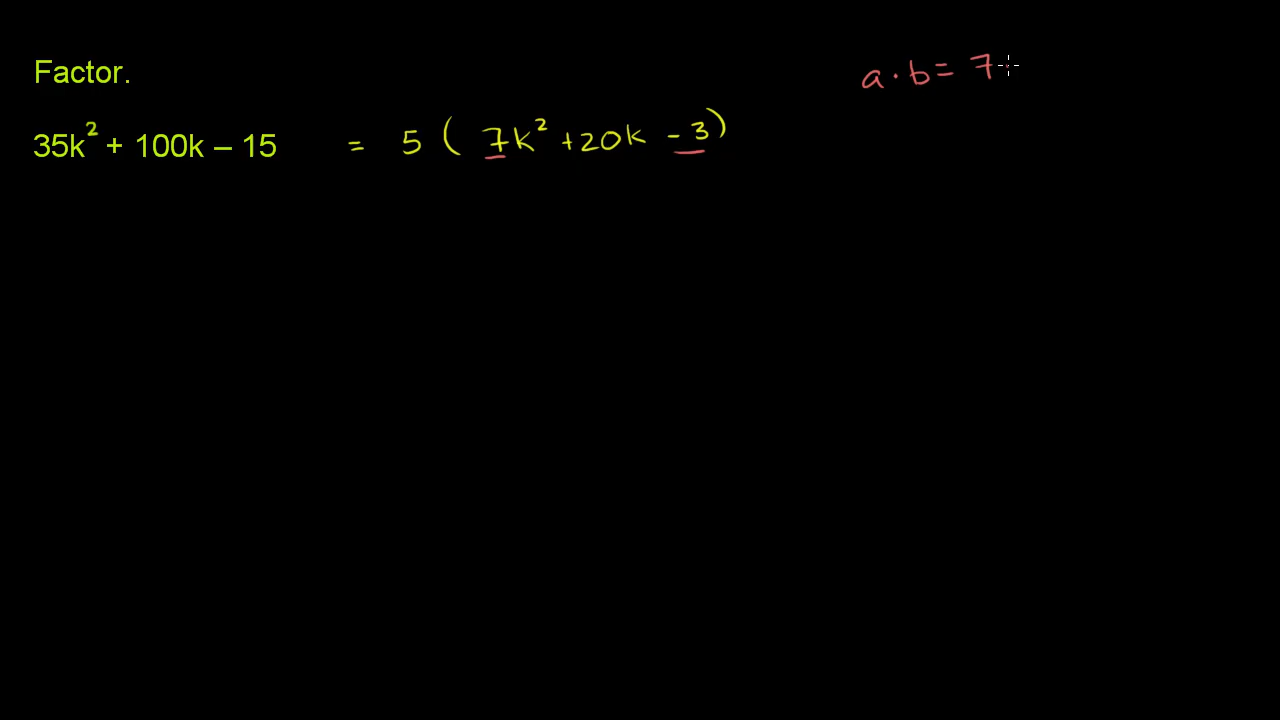 Factor.
a · b = 7 ·
35k² + 100k – 15 = 5 ( 7k² + 20k - 3 )